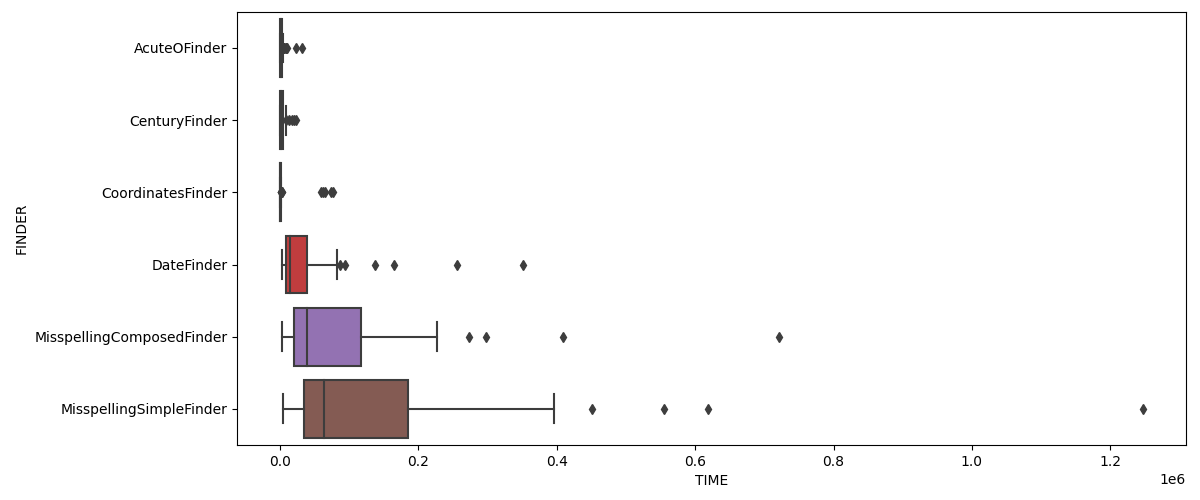 FINDER
AcuteOFinder
CenturyFinder
CoordinatesFinder
DateFinder
MisspellingComposedFinder
MisspellingSimpleFinder
0.0 0.2 0.4 0.6 0.8 1.0 1.2
TIME
1e6